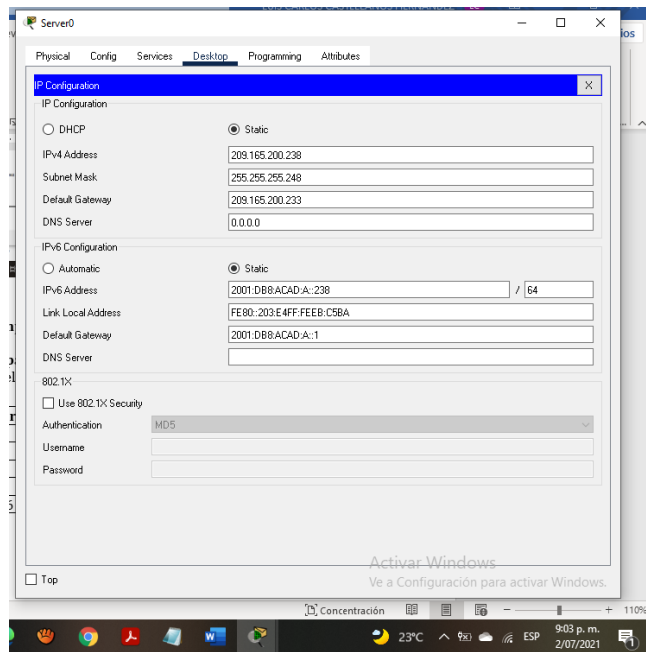 Server0
ios
Physical Config Services Desktop Programming Attributes
IP Configuration X
IP Configuration
DHCP Static
IPv4 Address 209.165.200.238
Subnet Mask 255.255.255.248
Default Gateway 209.165.200.233
DNS Server 0.0.0.0
IPv6 Configuration
Automatic Static
IPv6 Address 2001:DB8:ACAD:A::238 / 64
Link Local Address FE80::203:E4FF:FEEB:C5BA
Default Gateway 2001:DB8:ACAD:A::1
DNS Server
802.1X
Use 802.1X Security
Authentication MD5
Username
Password
Activar Windows
Top Ve a Configuración para activar Windows.
Concentración - + 110%
23°C ESP 9:03 p. m.
2/07/2021